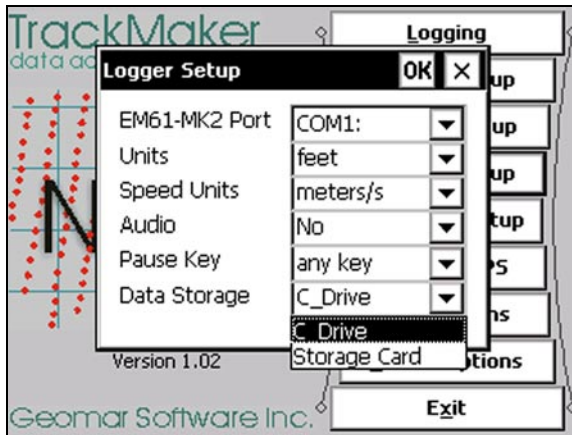 TrackMaker
data ac
N
Version 1.02
Geomar Software Inc.
Logging
up
up
up
tup
PS
ns
ptions
Exit
Logger Setup OK ×
EM61-MK2 Port COM1:
Units feet
Speed Units meters/s
Audio No
Pause Key any key
Data Storage C_Drive
C_Drive
Storage Card